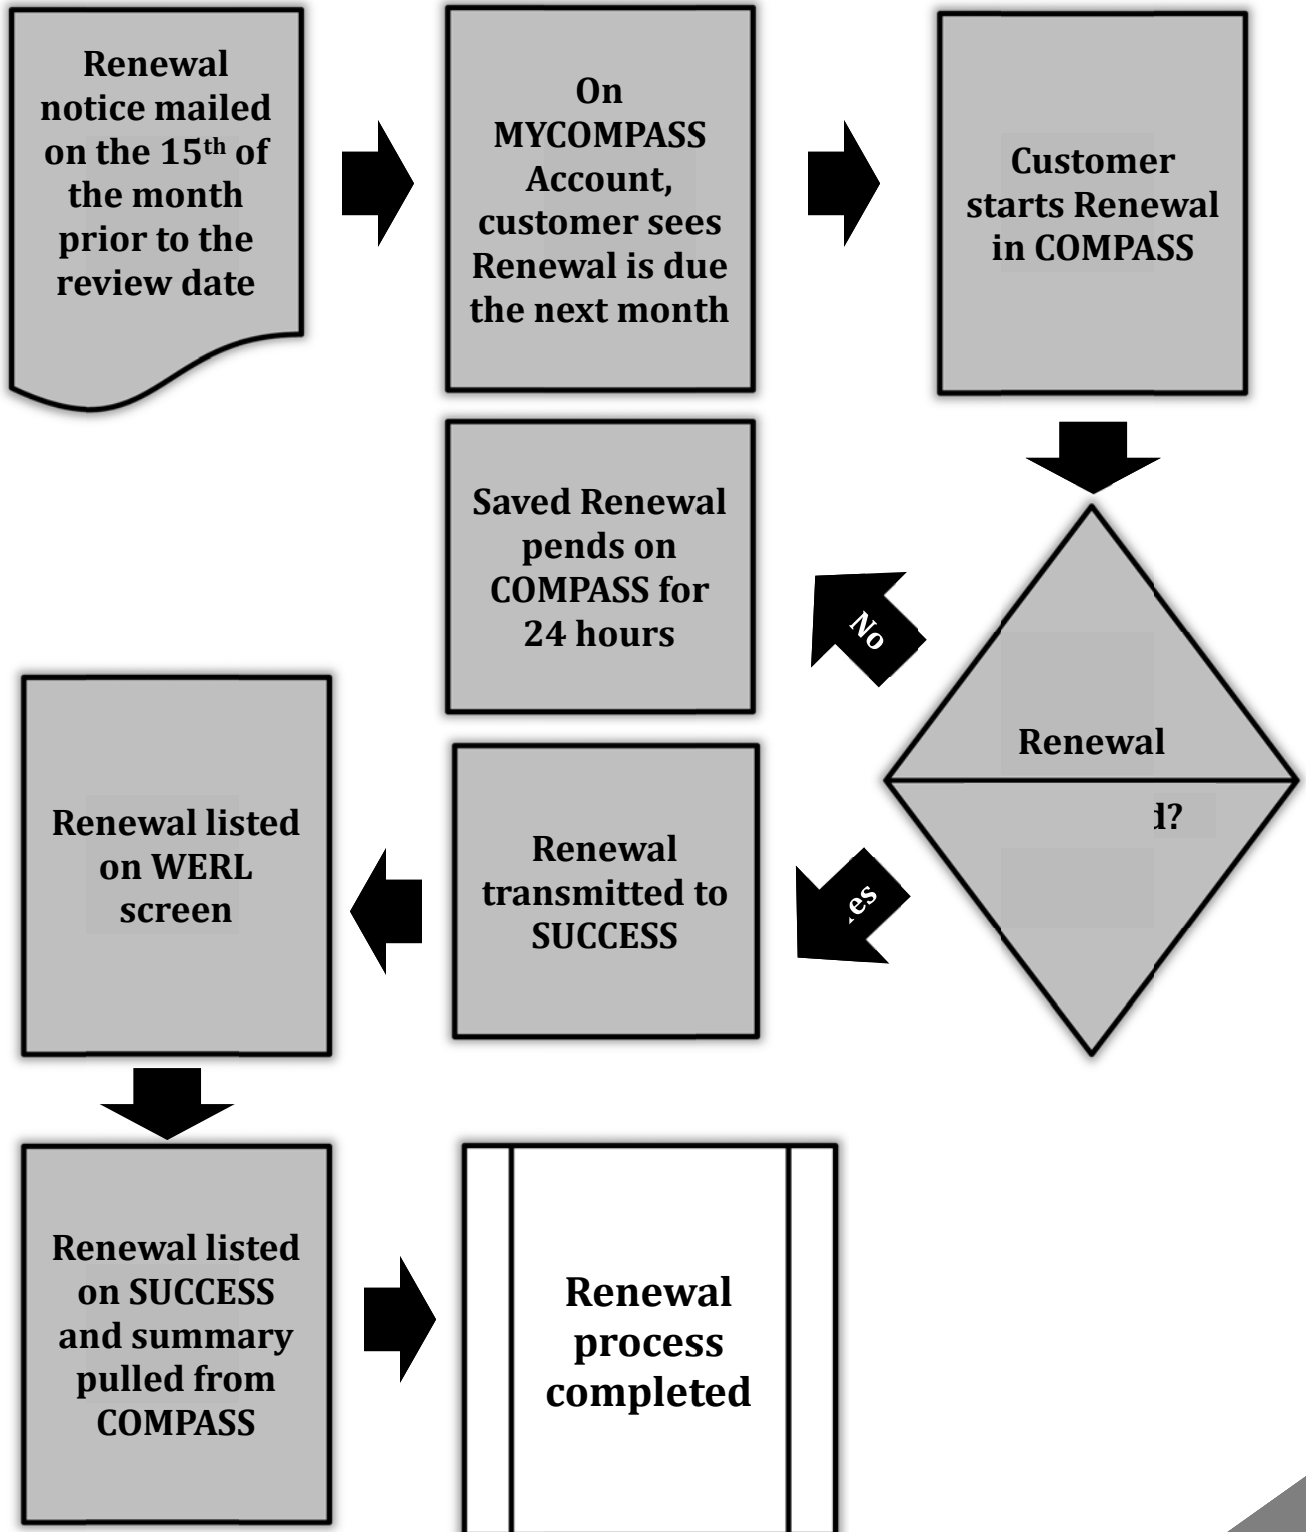 Renewal
notice mailed
on the 15th of
the month
prior to the
review date
On
MYCOMPASS
Account,
customer sees
Renewal is due
the next month
Customer
starts Renewal
in COMPASS
Saved Renewal
pends on
COMPASS for
24 hours
No
Renewal
d?
Renewal listed
on WERL
screen
Renewal
transmitted to
SUCCESS
Renewal listed
on SUCCESS
and summary
pulled from
COMPASS
Renewal
process
completed